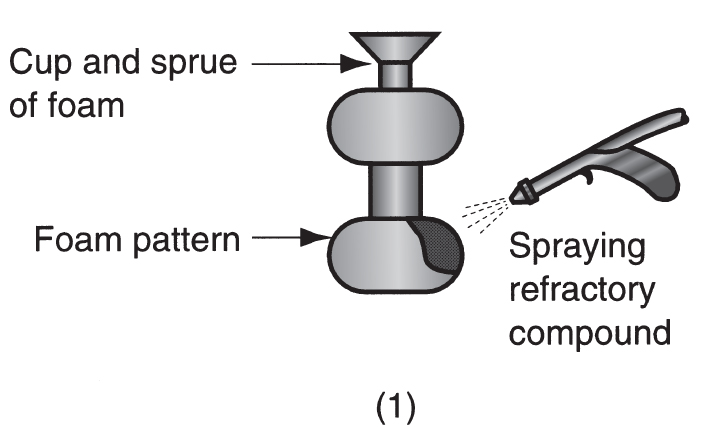 Cup and sprue
of foam
Foam pattern
Spraying
refractory
compound
(1)